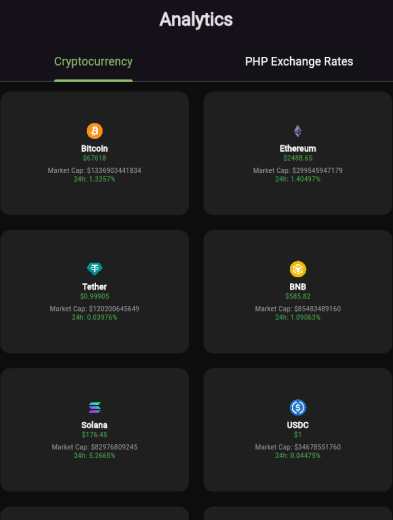 Analytics
Cryptocurrency PHP Exchange Rates
Bitcoin
$67618
Market Cap: $1336903441834
24h: 1.3357%
Ethereum
$2488.65
Market Cap: $299545947179
24h: 1.40497%
Tether
$0.99905
Market Cap: $120200645649
24h: 0.03976%
BNB
$585.82
Market Cap: $85483489160
24h: 1.09063%
Solana
$176.45
Market Cap: $82976809245
24h: 5.2665%
USDC
$1
Market Cap: $34678551760
24h: 0.04475%